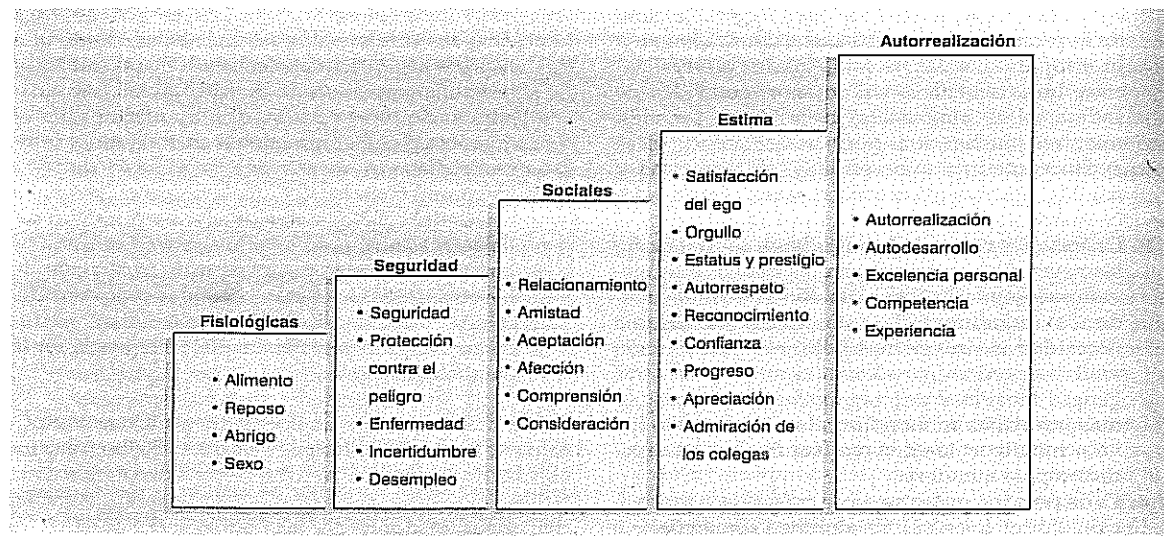 Fisiológicas
• Alimento
• Reposo
• Abrigo
• Sexo
Seguridad
• Seguridad
• Protección
contra el
peligro
• Enfermedad
• Incertidumbre
• Desempleo
Sociales
• Relacionamiento
• Amistad
• Aceptación
• Afección
• Comprensión
• Consideración
Estima
• Satisfacción
del ego
• Orgullo
• Estatus y prestigio
• Autorrespeto
• Reconocimiento
• Confianza
• Progreso
• Apreciación
• Admiración de
los colegas
Autorrealización
• Autorrealización
• Autodesarrollo
• Excelencia personal
• Competencia
• Experiencia